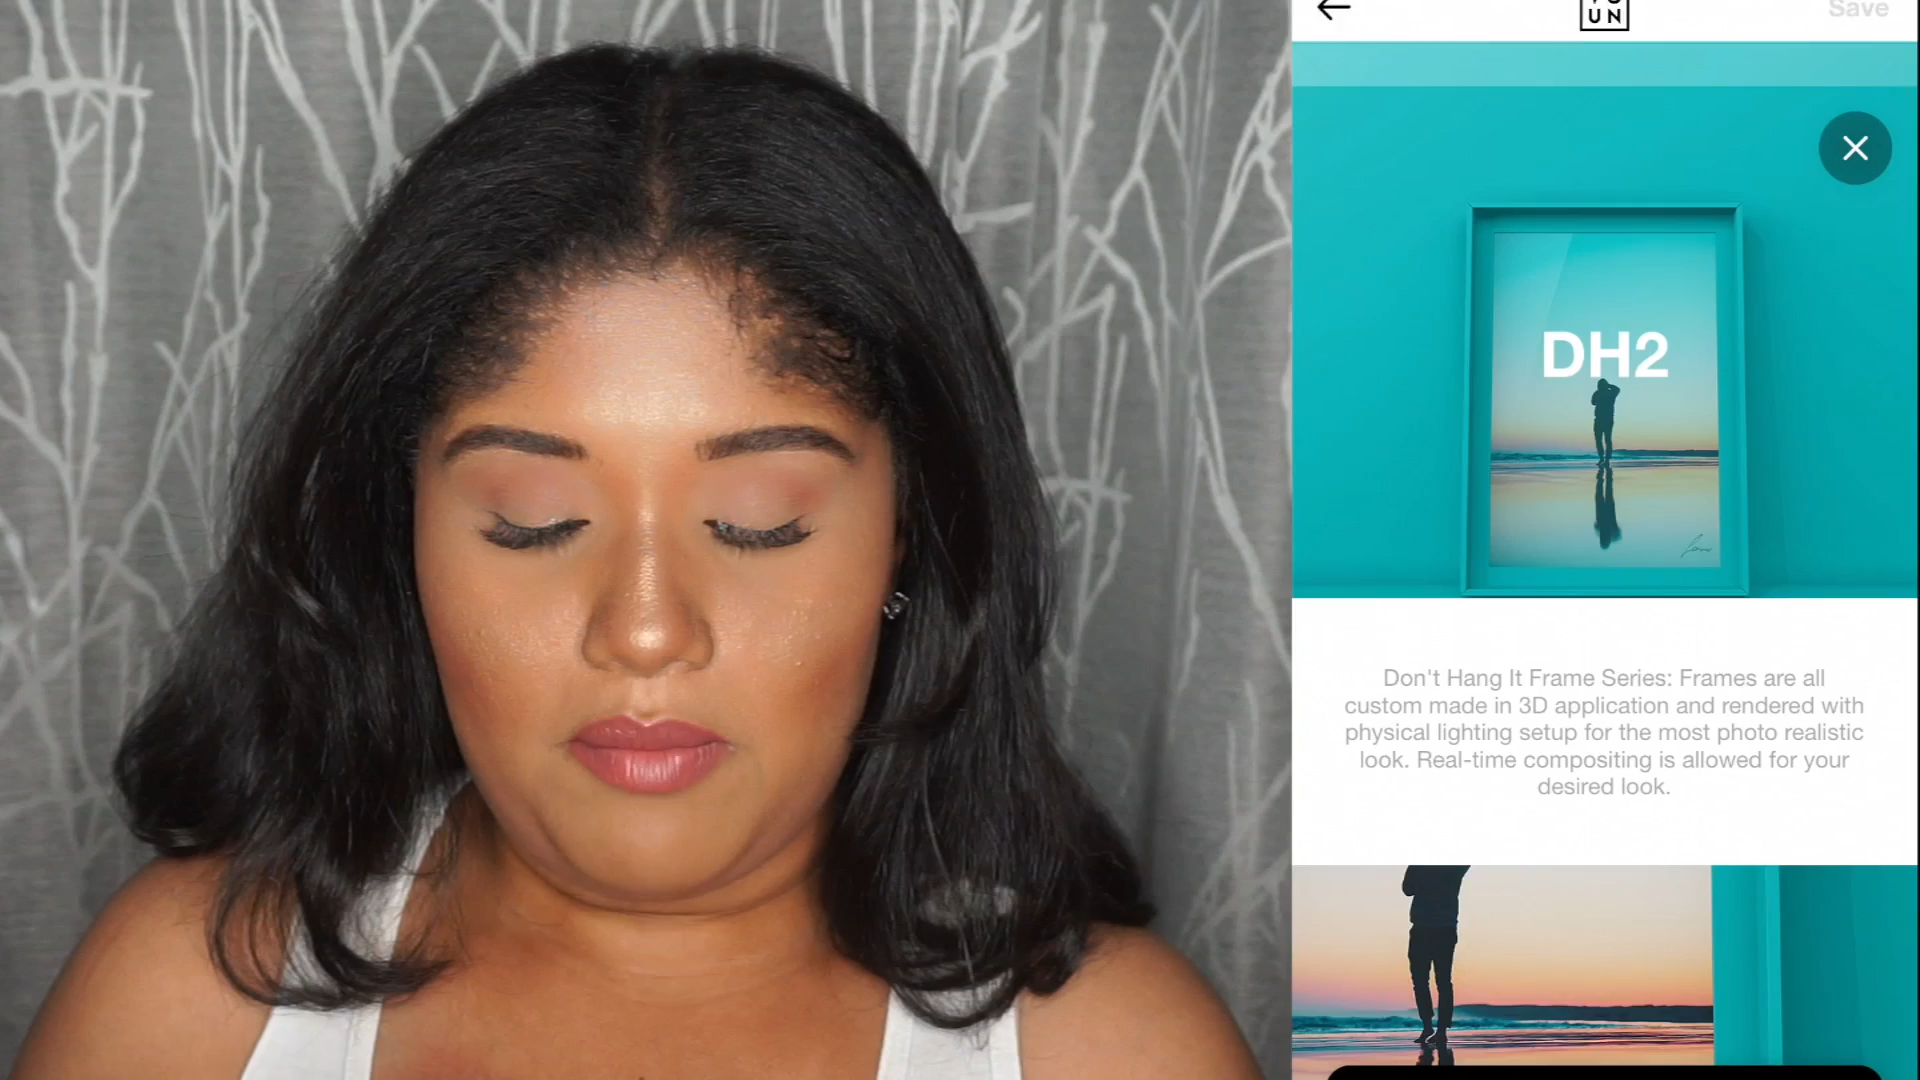 UN
Save
DH2
Don't Hang It Frame Series: Frames are all
custom made in 3D application and rendered with
physical lighting setup for the most photo realistic
look. Real-time compositing is allowed for your
desired look.